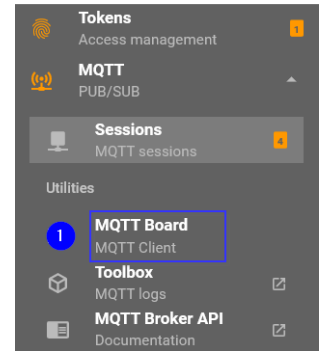 Tokens
1
Access management
MQTT
PUB/SUB
Sessions
4
MQTT sessions
Utilities
1
MQTT Board
MQTT Client
Toolbox
MQTT logs
MQTT Broker API
Documentation